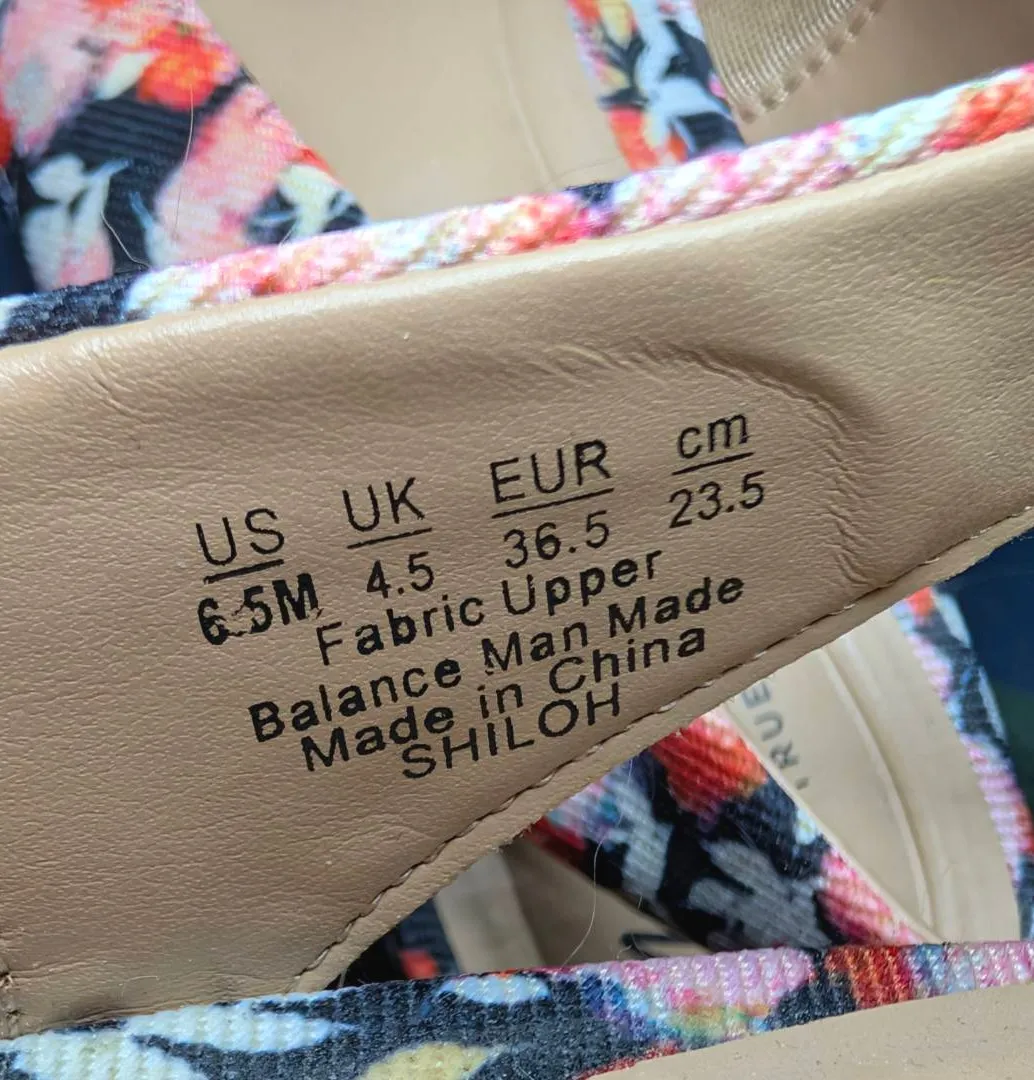 US UK EUR cm
6.5M 4.5 36.5 23.5
Fabric Upper
Balance Man Made
Made in China
SHILOH
TRUE